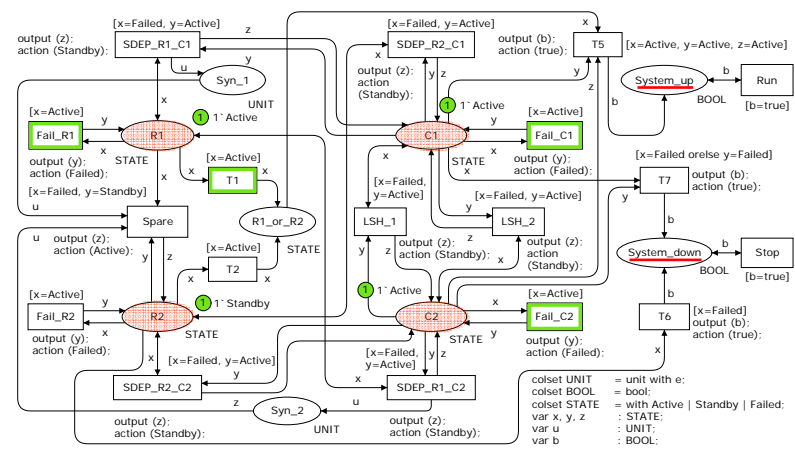 [x=Failed, y=Active]
output (z);
action (Standby);
SDEP_R1_C1
z
y
u
Syn_1
UNIT
x
[x=Failed, y=Active]
SDEP_R2_C1
x
output (z);
action
(Standby);
y z
x
output (b);
action (true);
T5
[x=Active, y=Active, z=Active]
y
z
b
System_up
BOOL
b
Run
[b=true]
[x=Active]
Fail_R1
y
x
R1
1
1`Active
STATE
output (y);
action (Failed);
[x=Failed, y=Standby]
x
x
[x=Active]
T1
x
u
u
Spare
output (z);
action (Active);
R1_or_R2
STATE
1
1`Active
C1
STATE
y
x
[x=Active]
Fail_C1
output (y);
action (Failed);
x
x
[x=Failed,
y=Active]
LSH_1
y
z
output (z);
action (Standby);
[x=Failed, y=Active]
y
z
LSH_2
x
output (z);
action
(Standby);
[x=Failed orelse y=Failed]
T7
output (b);
action (true);
y
b
System_down
BOOL
b
Stop
[b=true]
b
[x=Active]
T2
x
x
y
z
[x=Active]
Fail_R2
y
x
R2
1
1`Standby
STATE
output (y);
action (Failed);
1
1`Active
C2
STATE
x
y
[x=Active]
Fail_C2
output (y);
action (Failed);
T6
[x=Failed]
output (b);
action (true);
x
x
[x=Failed, y=Active]
SDEP_R2_C2
y
z
output (z);
action (Standby);
Syn_2
UNIT
u
x
[x=Failed,
y=Active]
y z
SDEP_R1_C2
output (z);
action (Standby);
colset UNIT = unit with e;
colset BOOL = bool;
colset STATE = with Active | Standby | Failed;
var x, y, z : STATE;
var u : UNIT;
var b : BOOL;